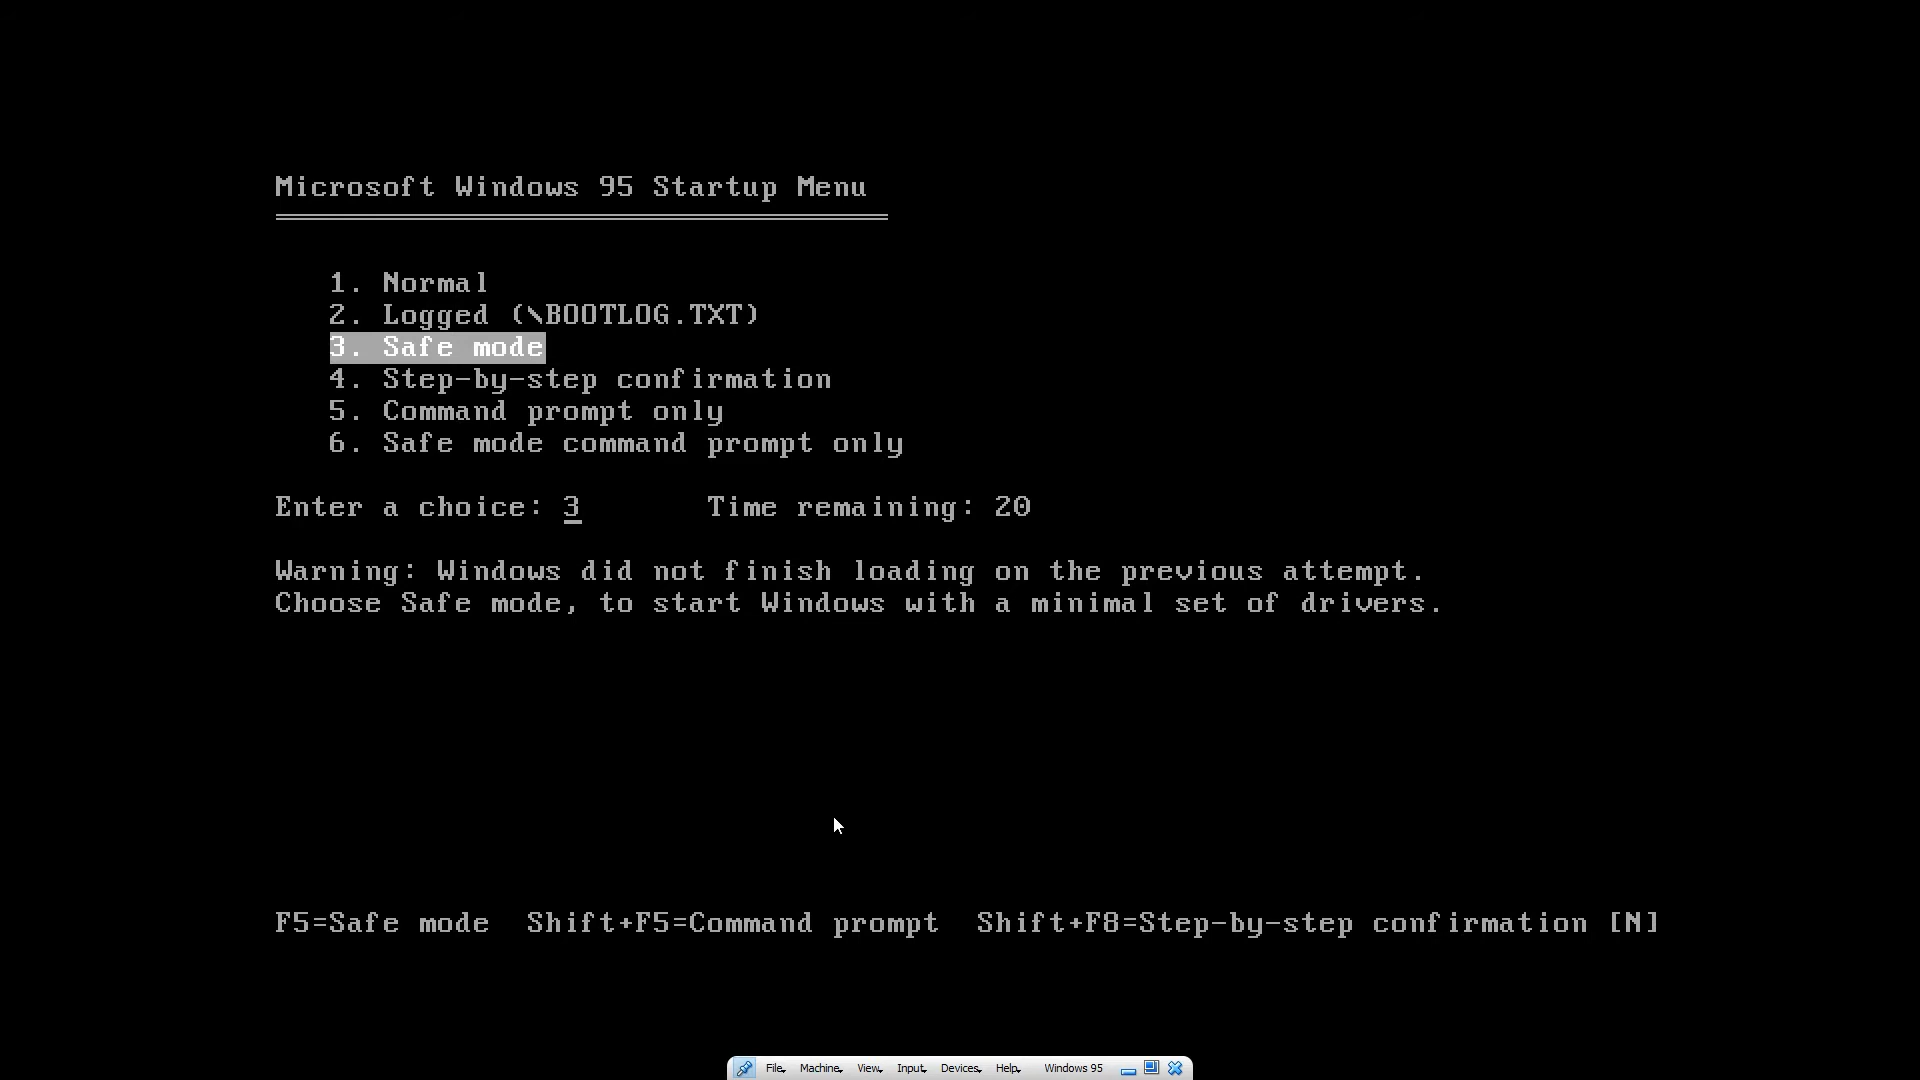 Microsoft Windows 95 Startup Menu
1. Normal
2. Logged (\BOOTLOG.TXT)
3. Safe mode
4. Step-by-step confirmation
5. Command prompt only
6. Safe mode command prompt only
Enter a choice: 3 Time remaining: 20
Warning: Windows did not finish loading on the previous attempt.
Choose Safe mode, to start Windows with a minimal set of drivers.
F5=Safe mode Shift+F5=Command prompt Shift+F8=Step-by-step confirmation [N]
File Machine View Input Devices Help Windows 95